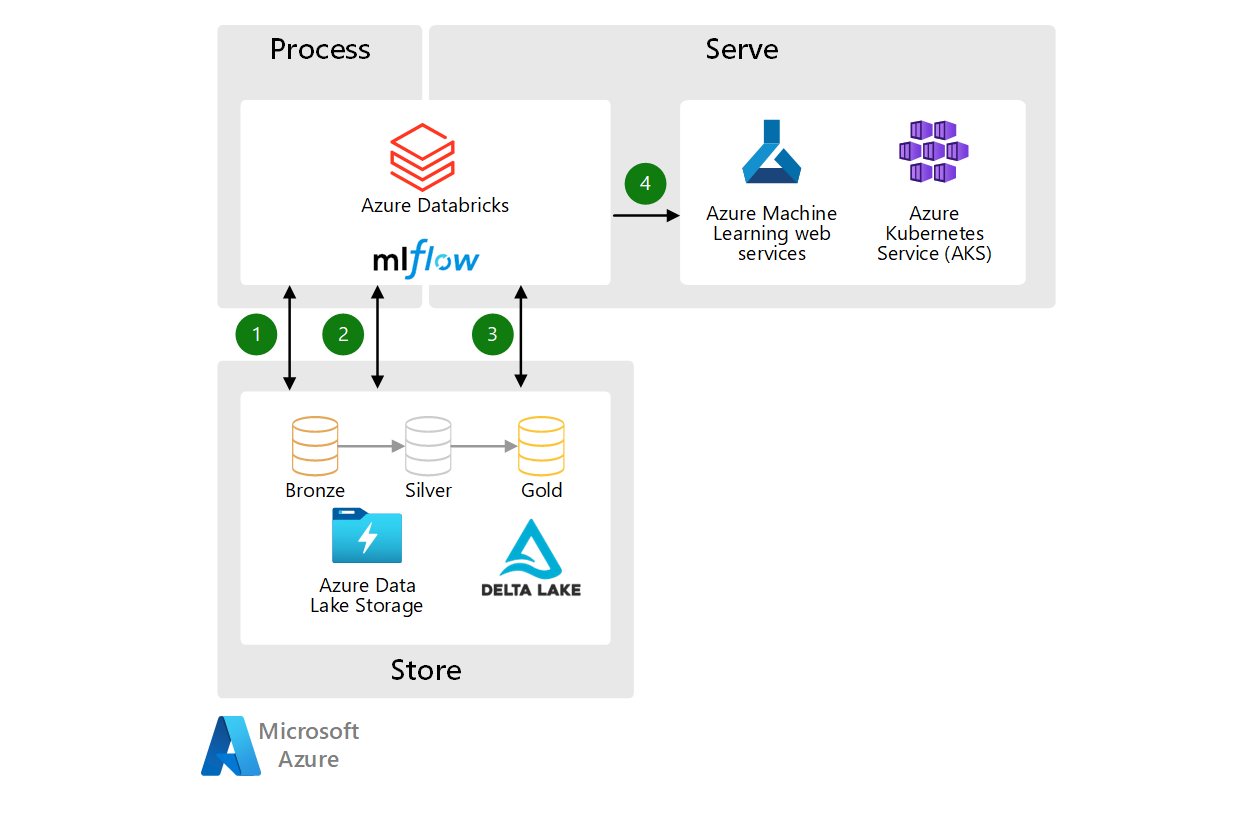 Process
Serve
Azure Databricks
mlflow
4
Azure Machine
Learning web
services
Azure
Kubernetes
Service (AKS)
1
2
3
Bronze
Silver
Gold
Azure Data
Lake Storage
DELTA LAKE
Store
Microsoft
Azure